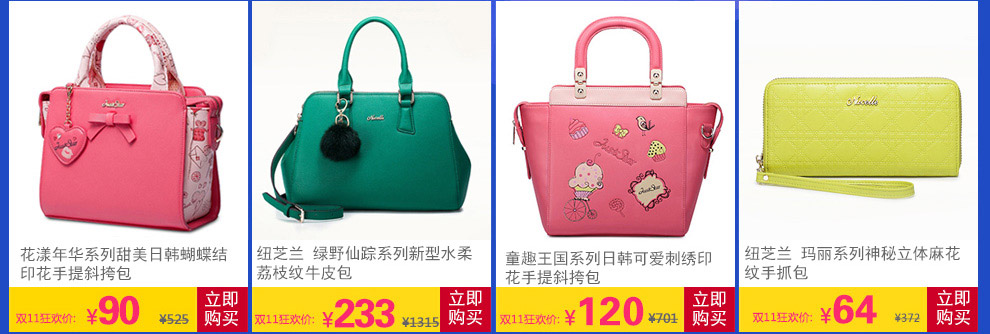 花漾年华系列甜美日韩蝴蝶结
印花手提斜挎包
双11狂欢价: ¥90 ¥525
立即
购买
纽芝兰 绿野仙踪系列新型水柔
荔枝纹牛皮包
双11狂欢价: ¥233 ¥1315
立即
购买
童趣王国系列日韩可爱刺绣印
花手提斜挎包
双11狂欢价: ¥120 ¥701
立即
购买
纽芝兰 玛丽系列神秘立体麻花
纹手抓包
双11狂欢价: ¥64 ¥372
立即
购买